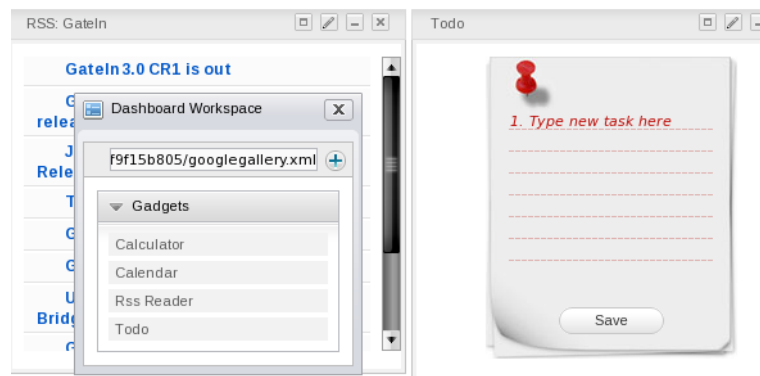 RSS: GateIn
Todo
GateIn 3.0 CR1 is out
Dashboard Workspace
f9f15b805/googlegallery.xml
Gadgets
Calculator
Calendar
Rss Reader
Todo
1. Type new task here
Save